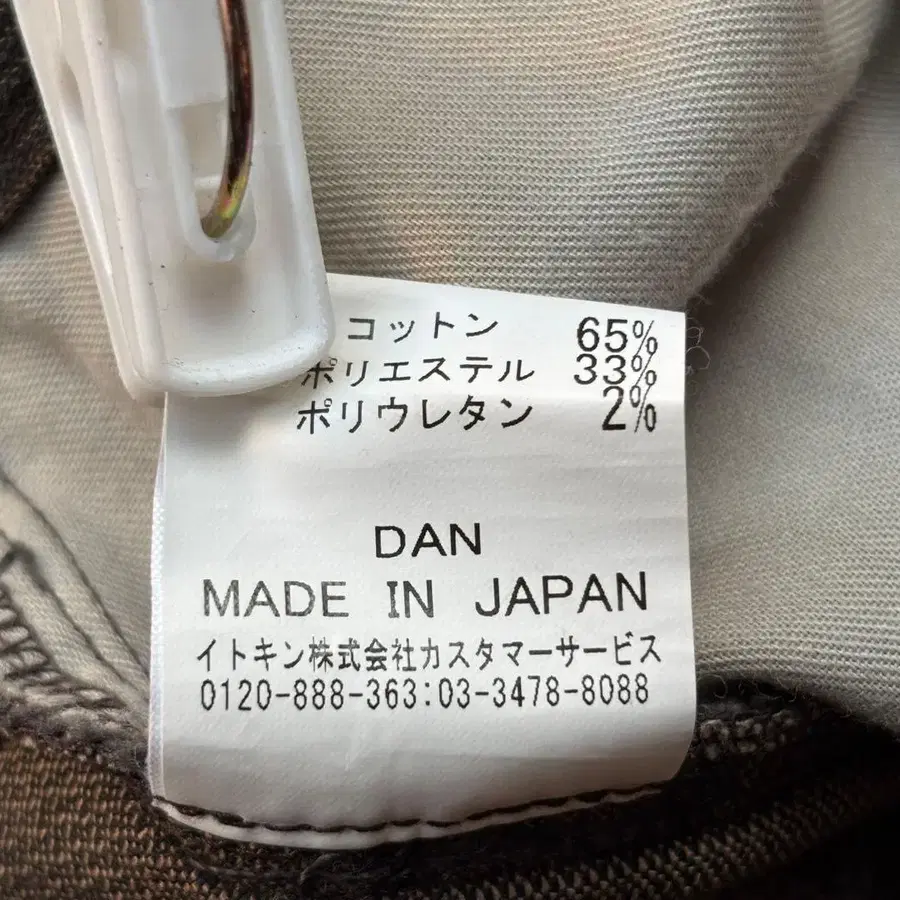 コットン 65%
ポリエステル 33%
ポリウレタン 2%
DAN
MADE IN JAPAN
イトキン株式会社カスタマーサービス
0120-888-363:03-3478-8088